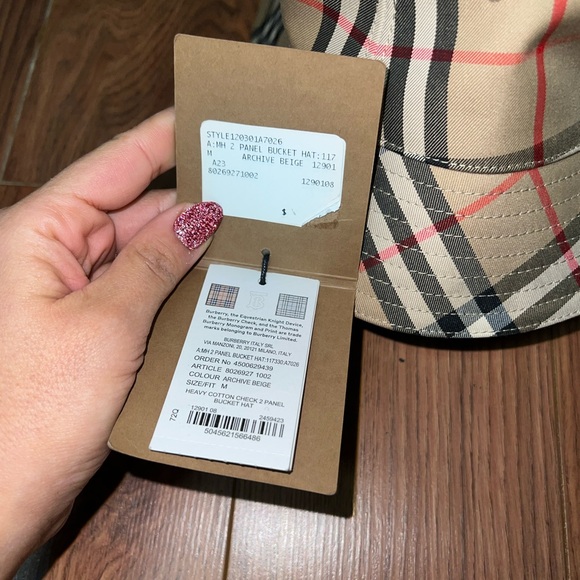 STYLE120301A7026
A:MH 2 PANEL BUCKET HAT:117
M ARCHIVE BEIGE 12901
A23
80269271002 1290108
$
B
Burberry, the Equestrian Knight Device,
the Burberry Check, and the Thomas
Burberry Monogram and Print are trade
marks belonging to Burberry Limited.
BURBERRY ITALY SRL
VIA MANZONI, 20, 20121 MILANO, ITALY
A:MH 2 PANEL BUCKET HAT:117330:A7026
ORDER No 4500629439
ARTICLE 8026927 1002
COLOUR ARCHIVE BEIGE
SIZE/FIT M
HEAVY COTTON CHECK 2 PANEL
BUCKET HAT
72Q
12901 08 2459423
5045621566486